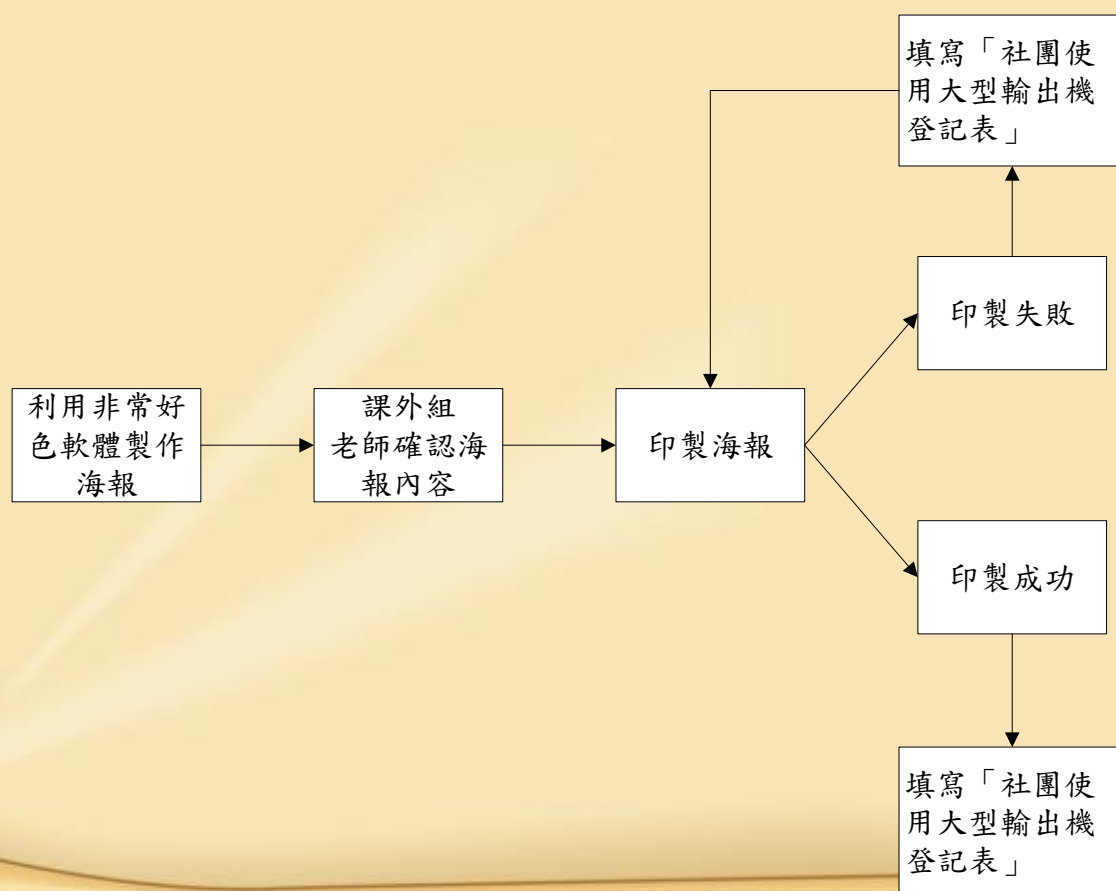 填寫「社團使
用大型輸出機
登記表」
印製失敗
利用非常好
色軟體製作
海報
課外組
老師確認海
報內容
印製海報
印製成功
填寫「社團使
用大型輸出機
登記表」